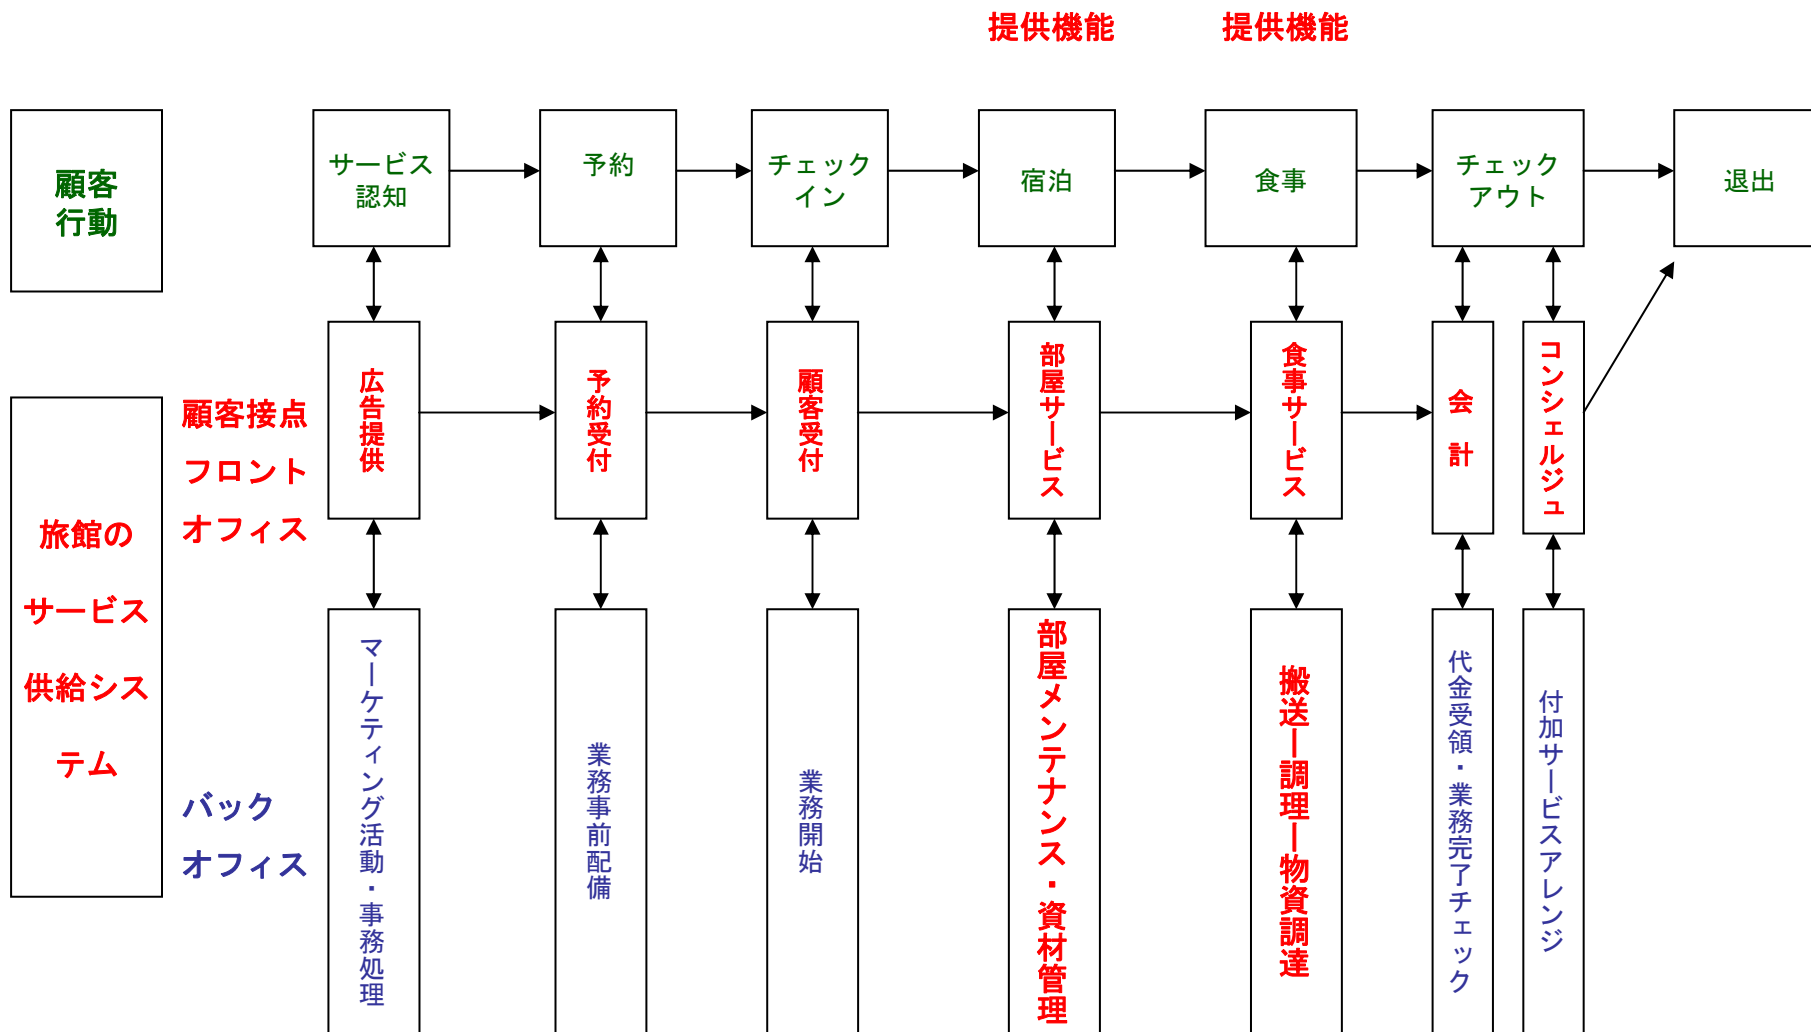 提供機能
提供機能
顧客
行動
サービス
認知
予約
チェック
イン
宿泊
食事
チェック
アウト
退出
旅館の
サービス
供給シス
テム
顧客接点
フロント
オフィス
広告提供
予約受付
顧客受付
部屋サービス
食事サービス
会計
コンシェルジュ
バック
オフィス
マーケティング活動・事務処理
業務事前配備
業務開始
部屋メンテナンス・資材管理
搬送ー調理ー物資調達
代金受領・業務完了チェック
付加サービスアレンジ